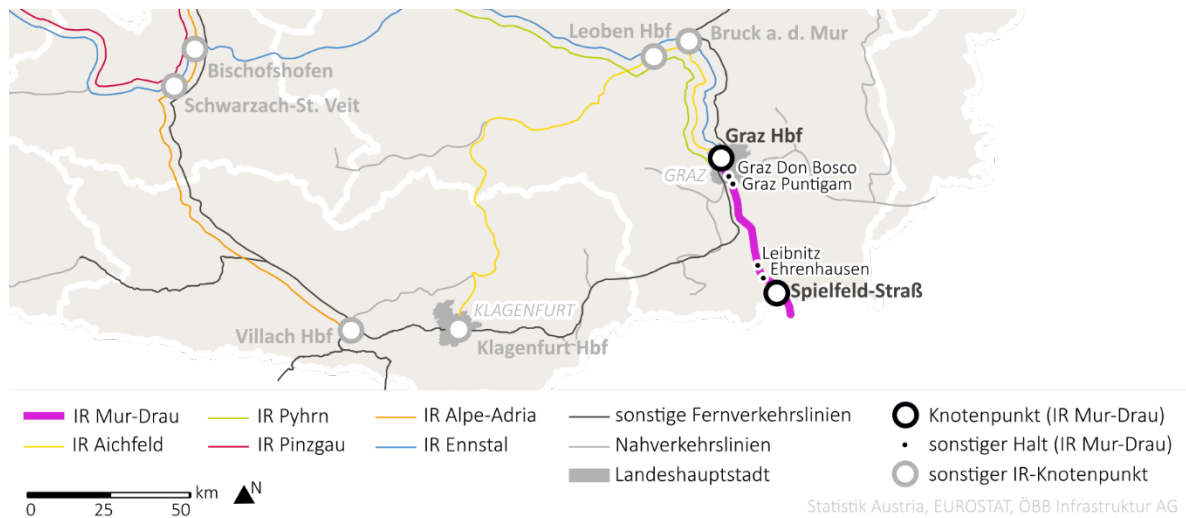 Leoben Hbf
Bruck a. d. Mur
Bischofshofen
Schwarzach-St. Veit
Graz Hbf
Graz Don Bosco
GRAZ
Graz Puntigam
Leibnitz
Ehrenhausen
Spielfeld-Straß
KLAGENFURT
Villach Hbf
Klagenfurt Hbf
IR Mur-Drau
IR Pyhrn
IR Alpe-Adria
sonstige Fernverkehrslinien
Knotenpunkt (IR Mur-Drau)
IR Aichfeld
IR Pinzgau
IR Ennstal
Nahverkehrslinien
sonstiger Halt (IR Mur-Drau)
Landeshauptstadt
sonstiger IR-Knotenpunkt
km
N
0 25 50
Statistik Austria, EUROSTAT, ÖBB Infrastruktur AG